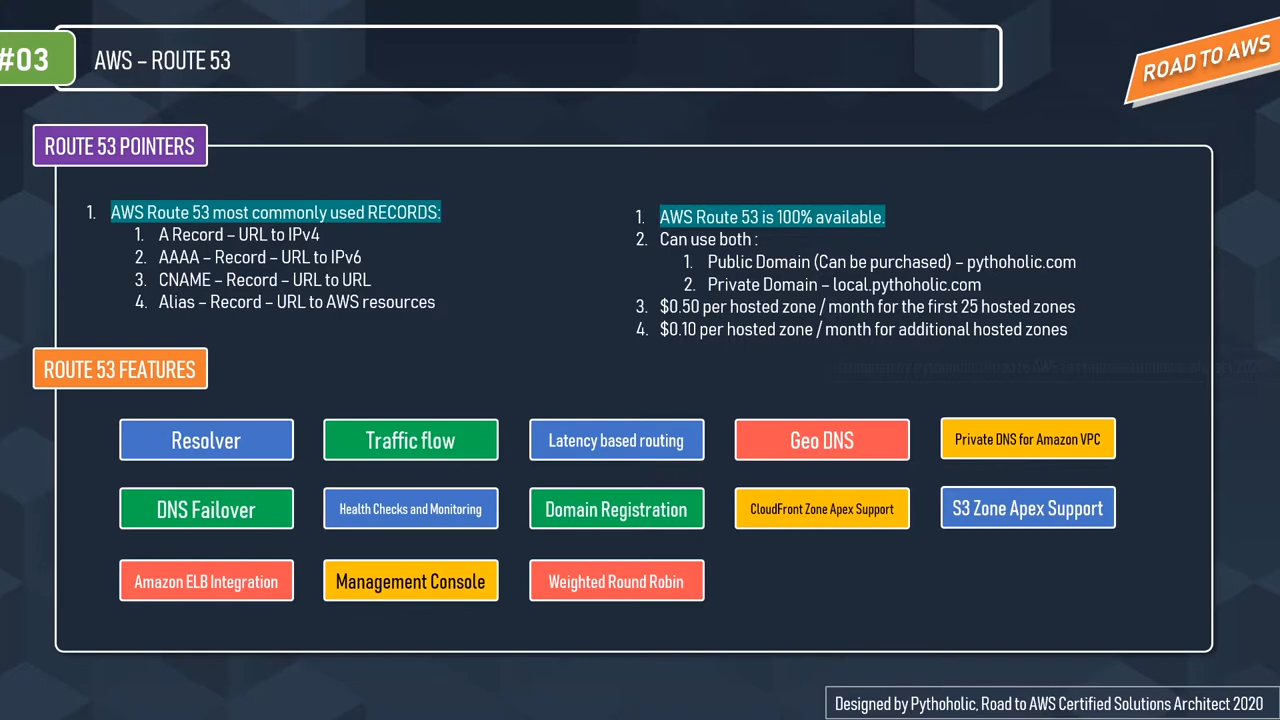 #03
AWS – ROUTE 53
ROAD TO AWS
ROUTE 53 POINTERS
1. AWS Route 53 most commonly used RECORDS:
1. A Record – URL to IPv4
2. AAAA – Record – URL to IPv6
3. CNAME – Record – URL to URL
4. Alias – Record – URL to AWS resources
1. AWS Route 53 is 100% available.
2. Can use both :
1. Public Domain (Can be purchased) – pythoholic.com
2. Private Domain – local.pythoholic.com
3. $0.50 per hosted zone / month for the first 25 hosted zones
4. $0.10 per hosted zone / month for additional hosted zones
ROUTE 53 FEATURES
Resolver
Traffic flow
Latency based routing
Geo DNS
Private DNS for Amazon VPC
DNS Failover
Health Checks and Monitoring
Domain Registration
CloudFront Zone Apex Support
S3 Zone Apex Support
Amazon ELB Integration
Management Console
Weighted Round Robin
Designed by Pythoholic, Road to AWS Certified Solutions Architect 2020